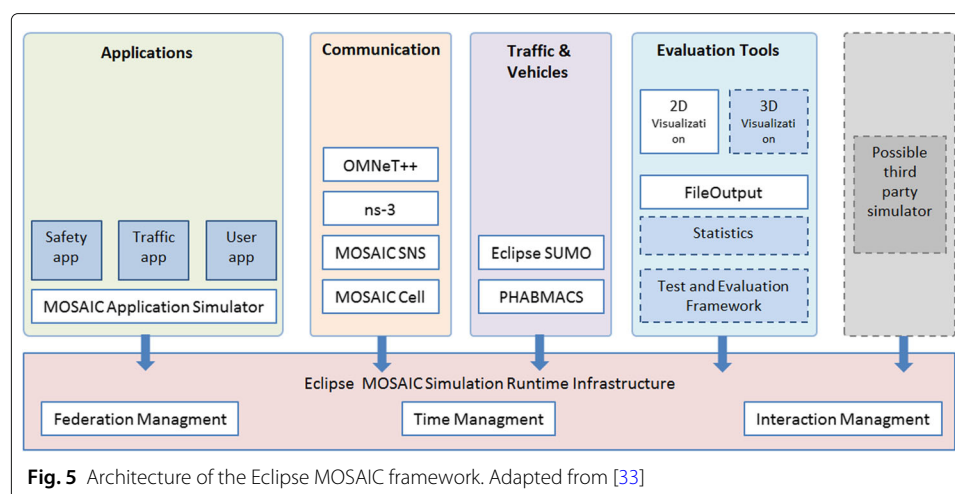 Applications
Communication
Traffic &
Vehicles
Evaluation Tools
2D
Visualizati
on
3D
Visualizati
on
OMNeT++
ns-3
MOSAIC SNS
MOSAIC Cell
Safety
app
Traffic
app
User
app
MOSAIC Application Simulator
Eclipse SUMO
PHABMACS
FileOutput
Statistics
Test and Evaluation
Framework
Possible
third
party
simulator
Eclipse MOSAIC Simulation Runtime Infrastructure
Federation Managment
Time Managment
Interaction Managment
Fig. 5 Architecture of the Eclipse MOSAIC framework. Adapted from [33]